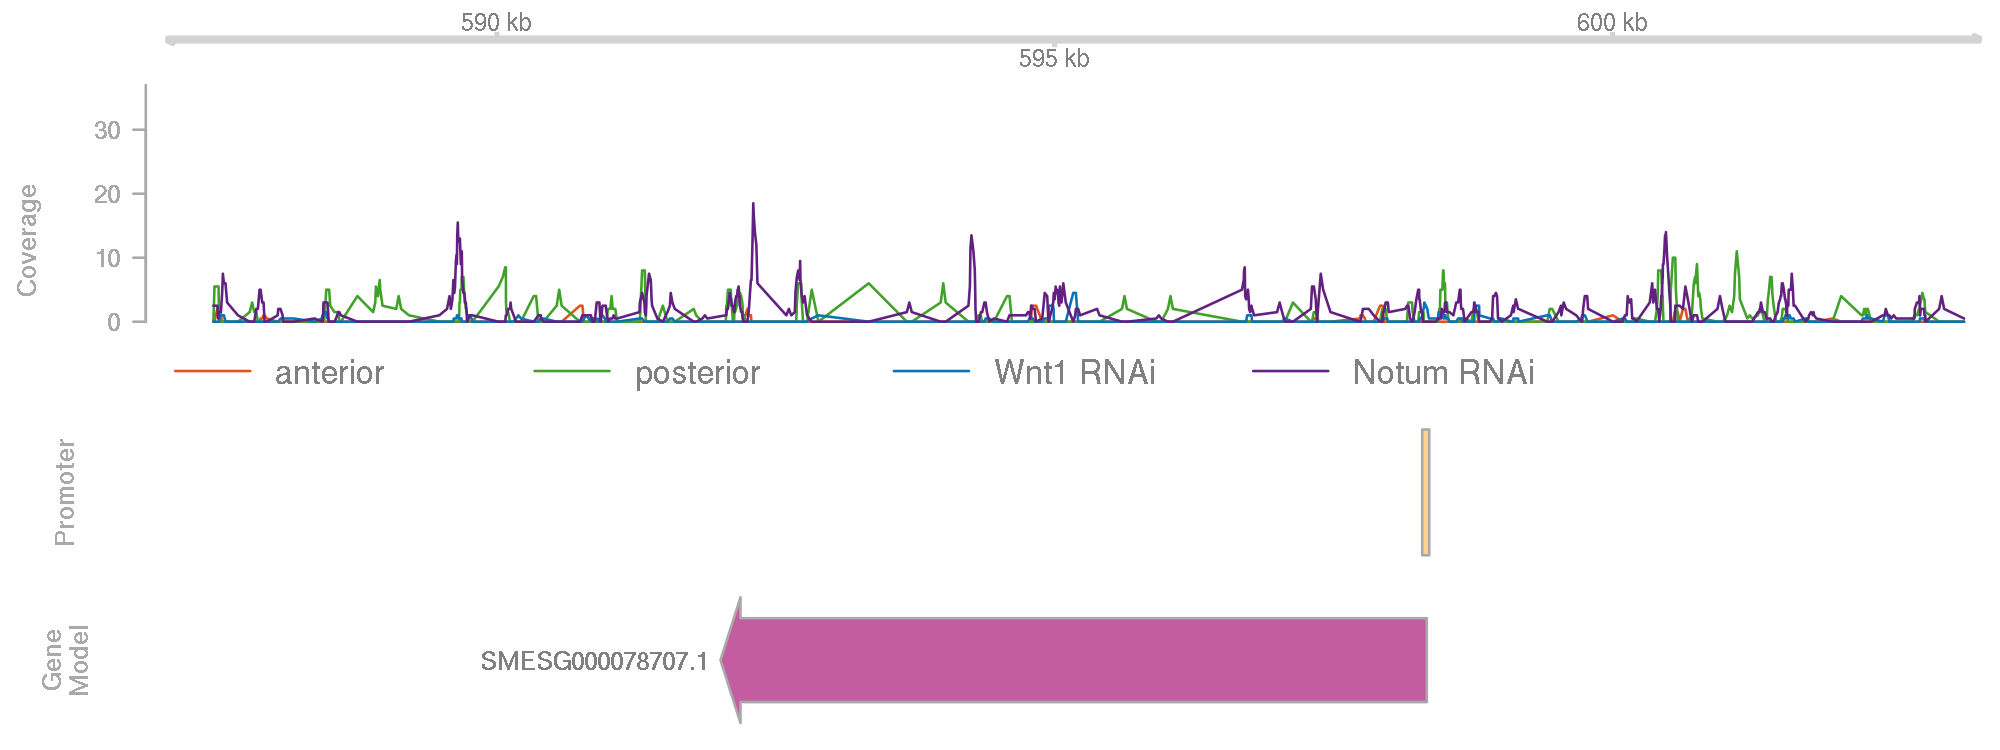 590 kb
600 kb
595 kb
Coverage
30
20
10
0
anterior
posterior
Wnt1 RNAi
Notum RNAi
Promoter
Gene
Model
SMESG000078707.1